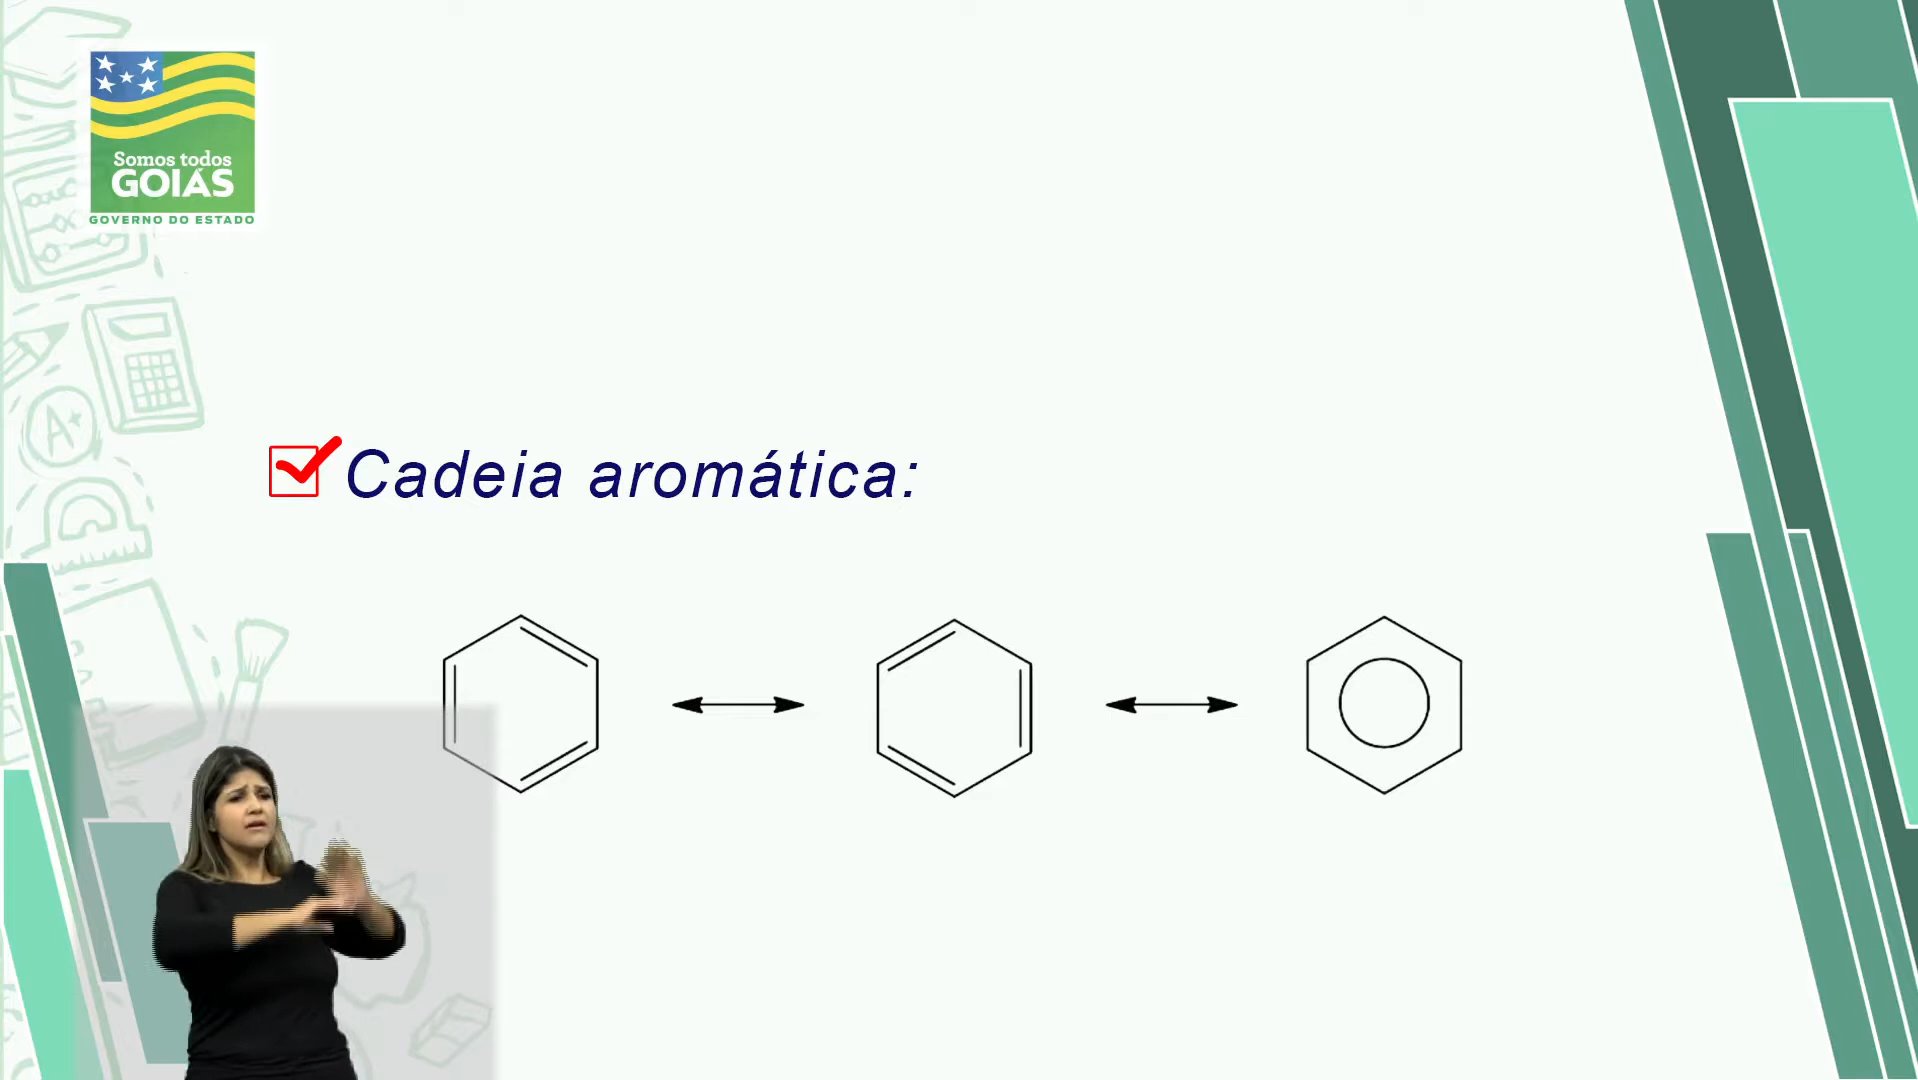 Somos todos
GOIÁS
GOVERNO DO ESTADO
A+
Cadeia aromática: